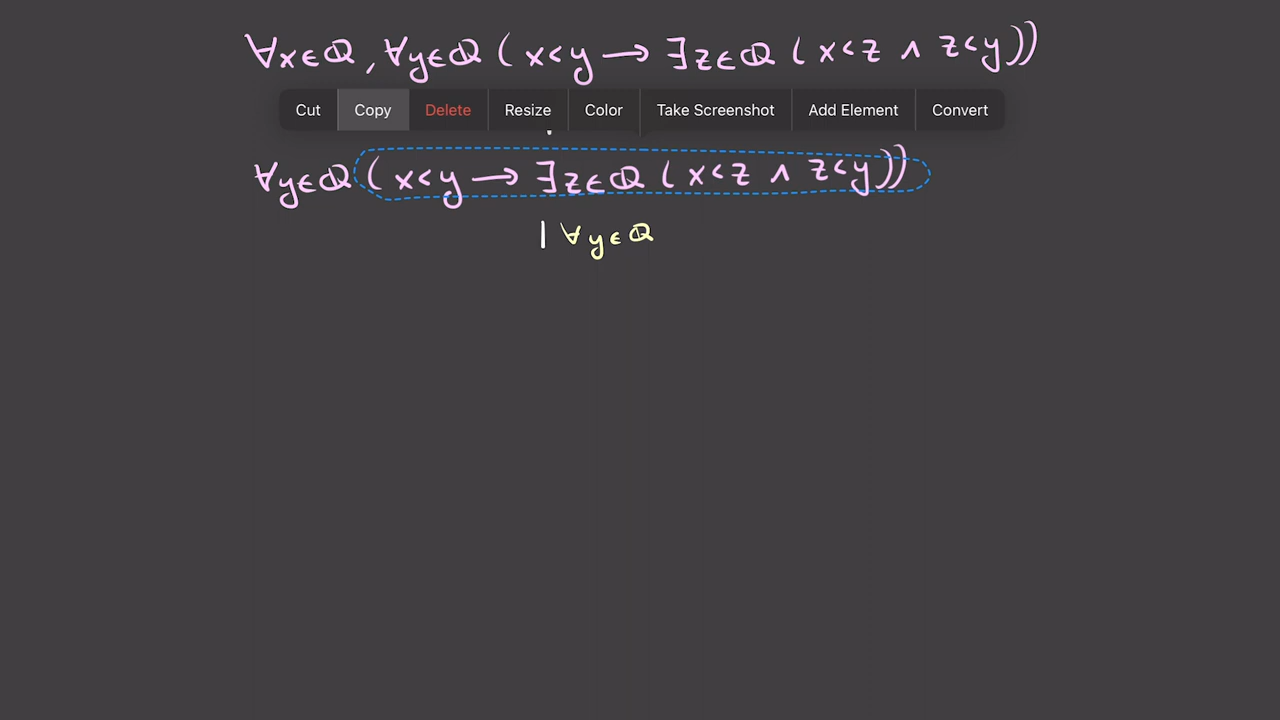 ∀x∈ℚ, ∀y∈ℚ ( x<y → ∃z∈ℚ ( x<z ∧ z<y))
Cut Copy Delete Resize Color Take Screenshot Add Element Convert
∀y∈ℚ ( x<y → ∃z∈ℚ ( x<z ∧ z<y))
| ∀y∈ℚ